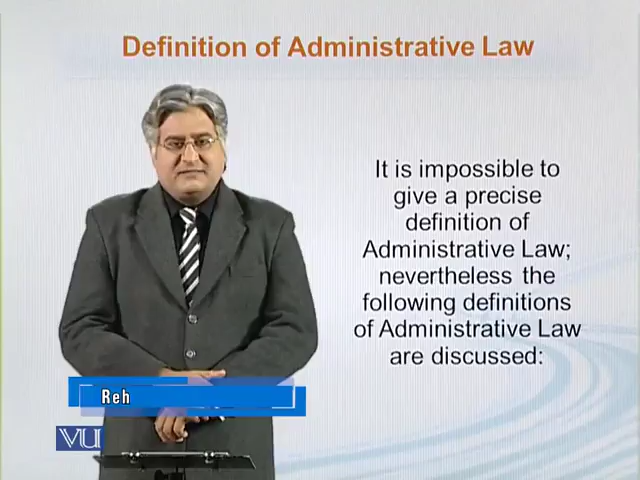 Definition of Administrative Law
It is impossible to
give a precise
definition of
Administrative Law;
nevertheless the
following definitions
of Administrative Law
are discussed:
Reh
VU